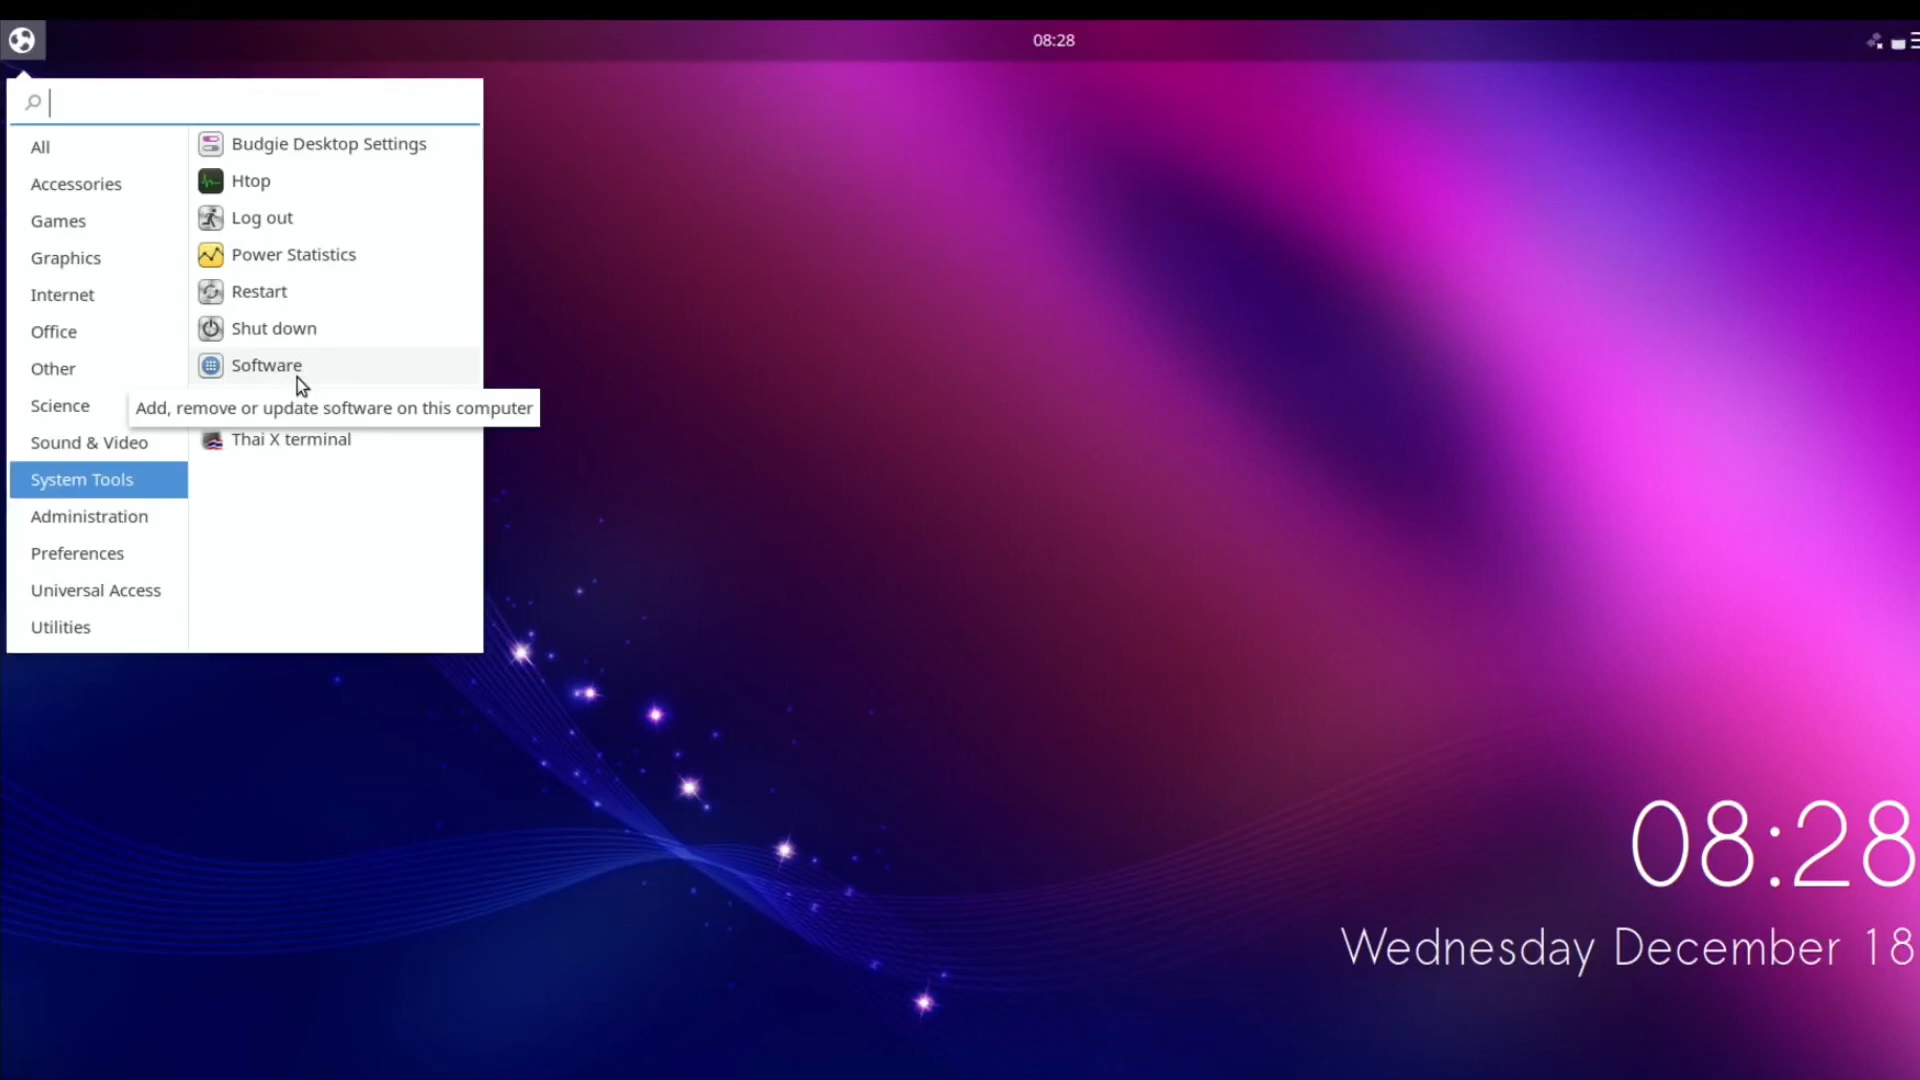 08:28
All
Accessories
Games
Graphics
Internet
Office
Other
Science
Sound & Video
System Tools
Administration
Preferences
Universal Access
Utilities
Budgie Desktop Settings
Htop
Log out
Power Statistics
Restart
Shut down
Software
Add, remove or update software on this computer
Thai X terminal
08:28
Wednesday December 18